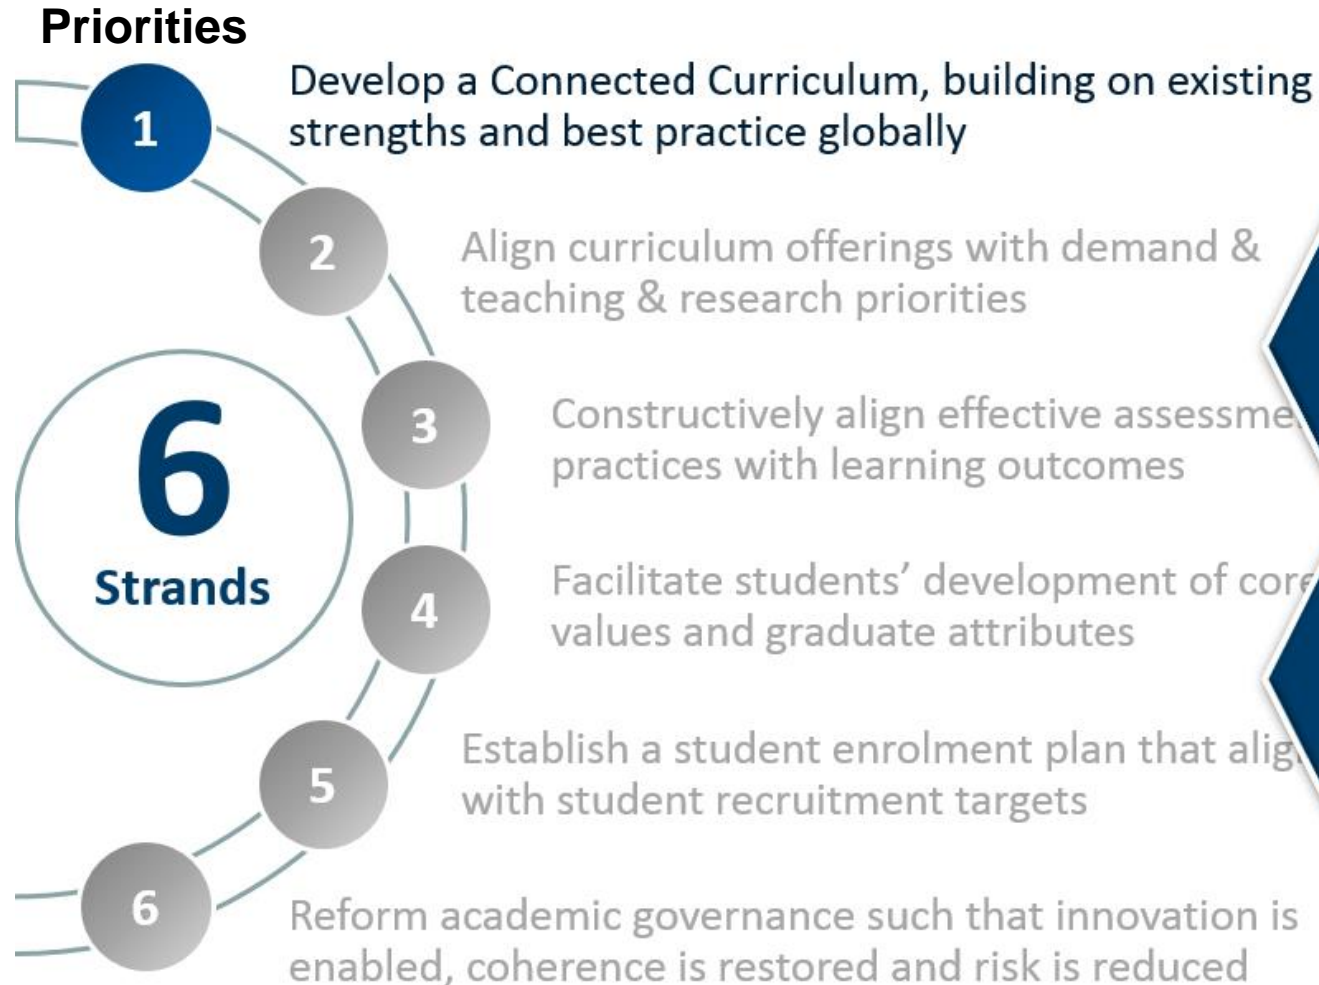 Priorities
1
Develop a Connected Curriculum, building on existing
strengths and best practice globally
2
Align curriculum offerings with demand &
teaching & research priorities
3
Constructively align effective assessme
practices with learning outcomes
6
Strands
4
Facilitate students’ development of core
values and graduate attributes
5
Establish a student enrolment plan that alig
with student recruitment targets
6
Reform academic governance such that innovation is
enabled, coherence is restored and risk is reduced